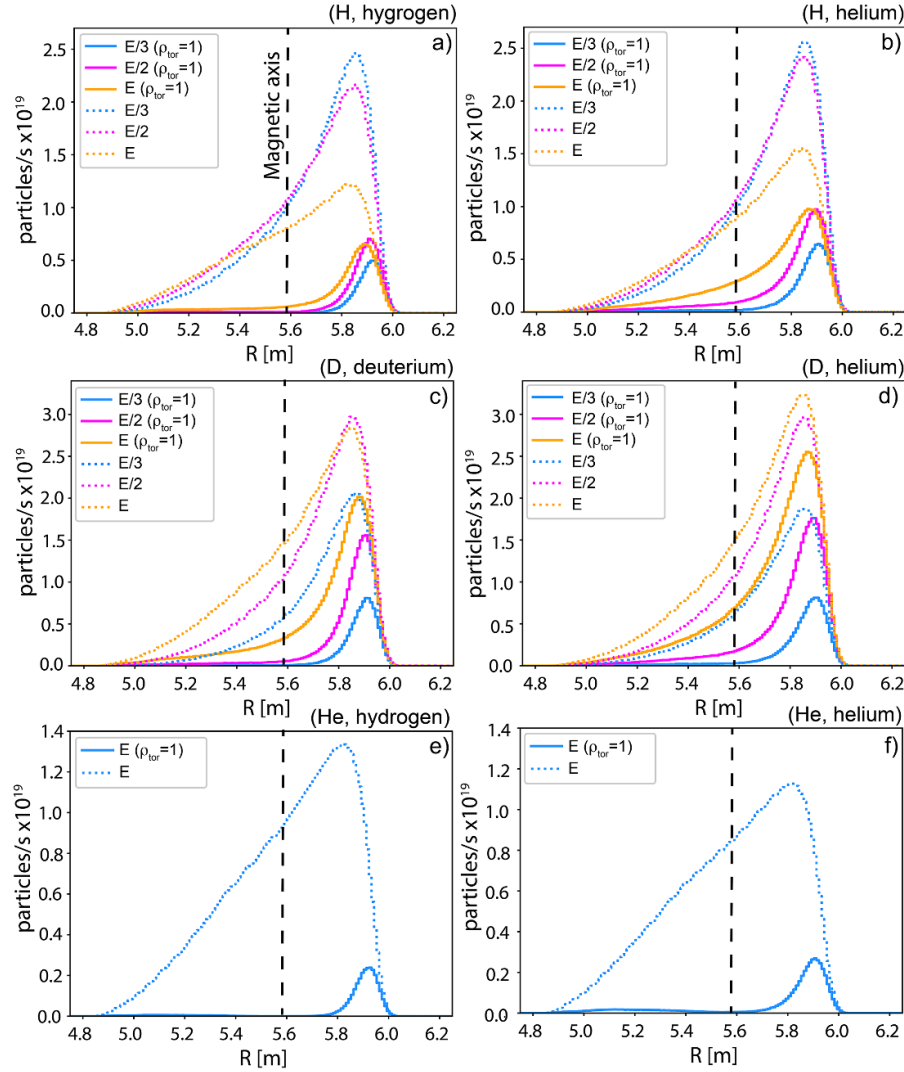 (H, hygrogen)
a)
E/3 (ρtor=1)
E/2 (ρtor=1)
E (ρtor=1)
E/3
E/2
E
Magnetic axis
particles/s x10¹⁹
2.5
2.0
1.5
1.0
0.5
0.0
4.8 5.0 5.2 5.4 5.6 5.8 6.0 6.2
R [m]
(H, helium)
b)
E/3 (ρtor=1)
E/2 (ρtor=1)
E (ρtor=1)
E/3
E/2
E
particles/s x10¹⁹
2.5
2.0
1.5
1.0
0.5
0.0
4.8 5.0 5.2 5.4 5.6 5.8 6.0 6.2
R [m]
(D, deuterium)
c)
E/3 (ρtor=1)
E/2 (ρtor=1)
E (ρtor=1)
E/3
E/2
E
particles/s x10¹⁹
3.0
2.5
2.0
1.5
1.0
0.5
0.0
4.8 5.0 5.2 5.4 5.6 5.8 6.0 6.2
R [m]
(D, helium)
d)
E/3 (ρtor=1)
E/2 (ρtor=1)
E (ρtor=1)
E/3
E/2
E
particles/s x10¹⁹
3.0
2.5
2.0
1.5
1.0
0.5
0.0
4.8 5.0 5.2 5.4 5.6 5.8 6.0 6.2
R [m]
(He, hydrogen)
e)
E (ρtor=1)
E
particles/s x10¹⁹
1.4
1.2
1.0
0.8
0.6
0.4
0.2
0.0
4.8 5.0 5.2 5.4 5.6 5.8 6.0 6.2
R [m]
(He, helium)
f)
E (ρtor=1)
E
particles/s x10¹⁹
1.4
1.2
1.0
0.8
0.6
0.4
0.2
0.0
4.8 5.0 5.2 5.4 5.6 5.8 6.0 6.2
R [m]